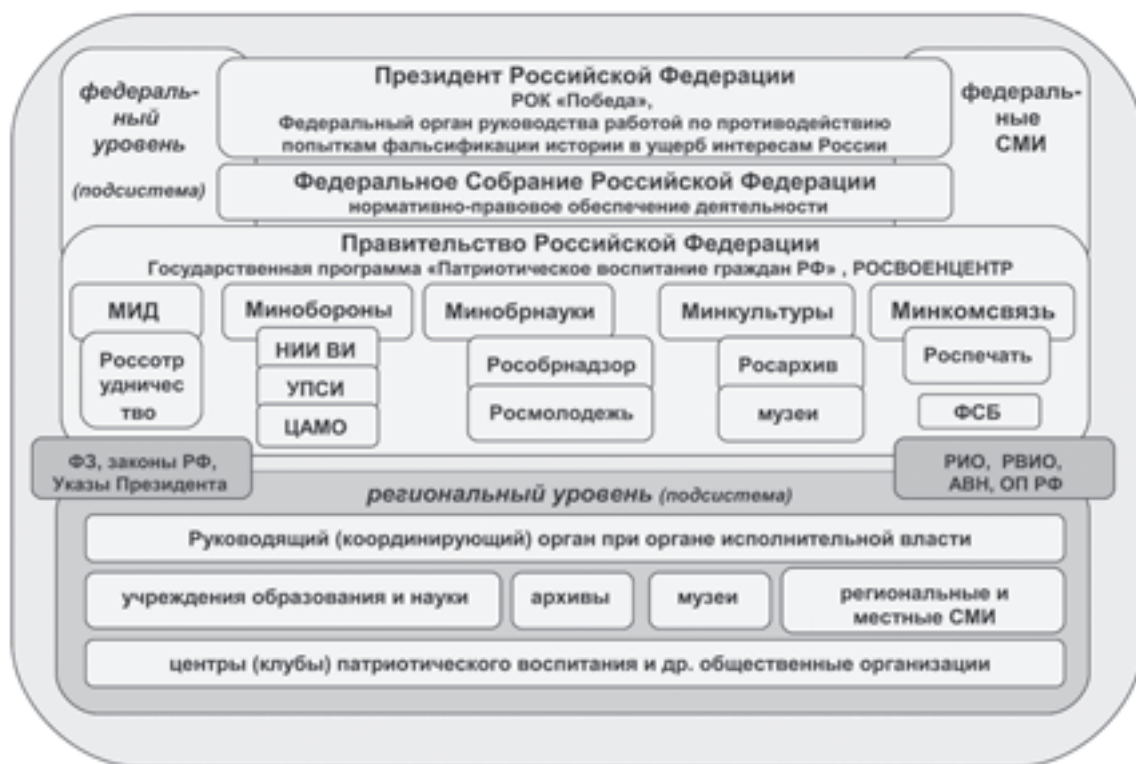 федераль-
ный
уровень
(подсистема)
Президент Российской Федерации
РОК «Победа»,
Федеральный орган руководства работой по противодействию
попыткам фальсификации истории в ущерб интересам России
федераль-
ные
СМИ
Федеральное Собрание Российской Федерации
нормативно-правовое обеспечение деятельности
Правительство Российской Федерации
Государственная программа «Патриотическое воспитание граждан РФ» , РОСВОЕНЦЕНТР
МИД
Россотр
удничес
тво
Минобороны
НИИ ВИ
УПСИ
ЦАМО
Минобрнауки
Рособрнадзор
Росмолодежь
Минкультуры
Росархив
музеи
Минкомсвязь
Роспечать
ФСБ
ФЗ, законы РФ,
Указы Президента
РИО, РВИО,
АВН, ОП РФ
региональный уровень (подсистема)
Руководящий (координирующий) орган при органе исполнительной власти
учреждения образования и науки
архивы
музеи
региональные и
местные СМИ
центры (клубы) патриотического воспитания и др. общественные организации